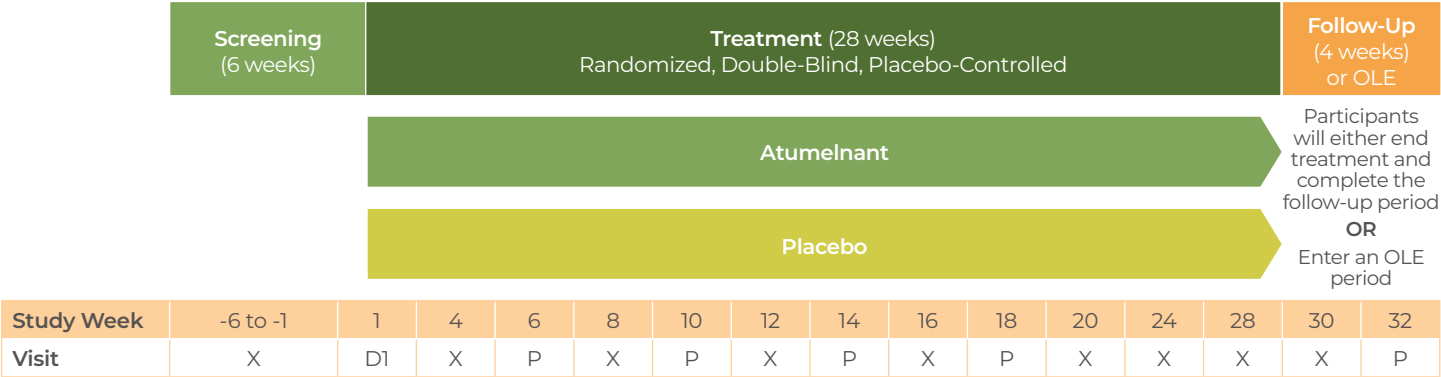 Screening
(6 weeks)
Treatment (28 weeks)
Randomized, Double-Blind, Placebo-Controlled
Follow-Up
(4 weeks)
or OLE
Atumelnant
Placebo
Participants
will either end
treatment and
complete the
follow-up period
OR
Enter an OLE
period
Study Week -6 to -1 1 4 6 8 10 12 14 16 18 20 24 28 30 32
Visit X D1 X P X P X P X P X X X X P